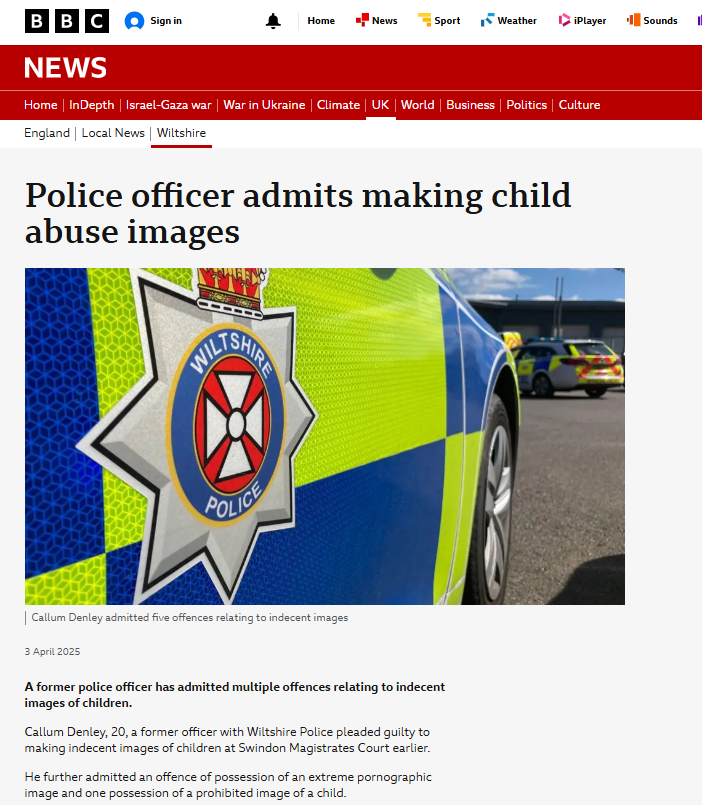 BBC Sign in Home News Sport Weather iPlayer Sounds
NEWS
Home InDepth Israel-Gaza war War in Ukraine Climate UK World Business Politics Culture
England Local News Wiltshire
Police officer admits making child
abuse images
WILTSHIRE
POLICE
Callum Denley admitted five offences relating to indecent images
3 April 2025
A former police officer has admitted multiple offences relating to indecent
images of children.
Callum Denley, 20, a former officer with Wiltshire Police pleaded guilty to
making indecent images of children at Swindon Magistrates Court earlier.
He further admitted an offence of possession of an extreme pornographic
image and one possession of a prohibited image of a child.